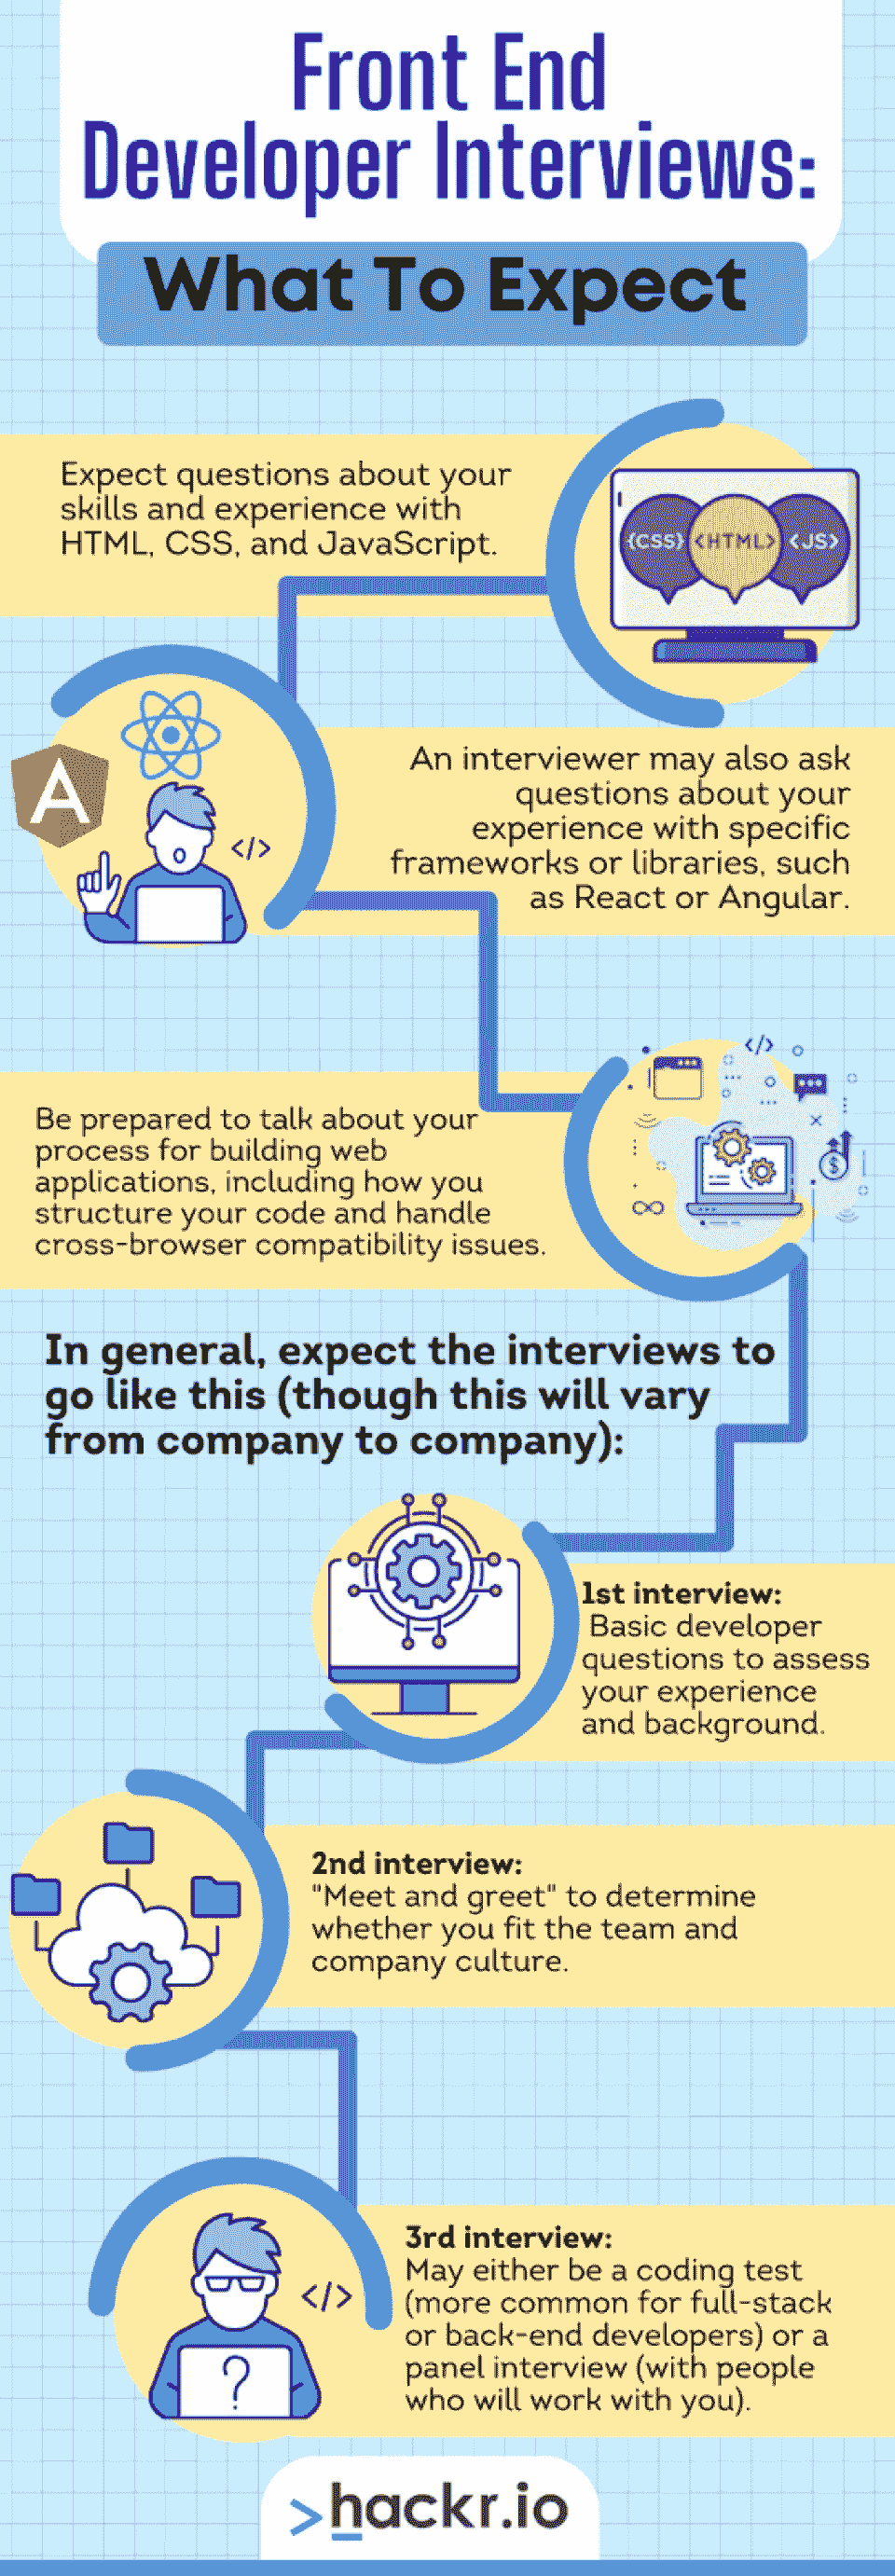 Front End
Developer Interviews:
What To Expect
Expect questions about your
skills and experience with
HTML, CSS, and JavaScript.
{CSS} <HTML> <JS>
A
</>
An interviewer may also ask
questions about your
experience with specific
frameworks or libraries, such
as React or Angular.
</>
Be prepared to talk about your
process for building web
applications, including how you
structure your code and handle
cross-browser compatibility issues.
$
In general, expect the interviews to
go like this (though this will vary
from company to company):
1st interview:
Basic developer
questions to assess
your experience
and background.
2nd interview:
"Meet and greet" to determine
whether you fit the team and
company culture.
3rd interview:
May either be a coding test
(more common for full-stack
or back-end developers) or a
panel interview (with people
who will work with you).
</>
?
>hackr.io